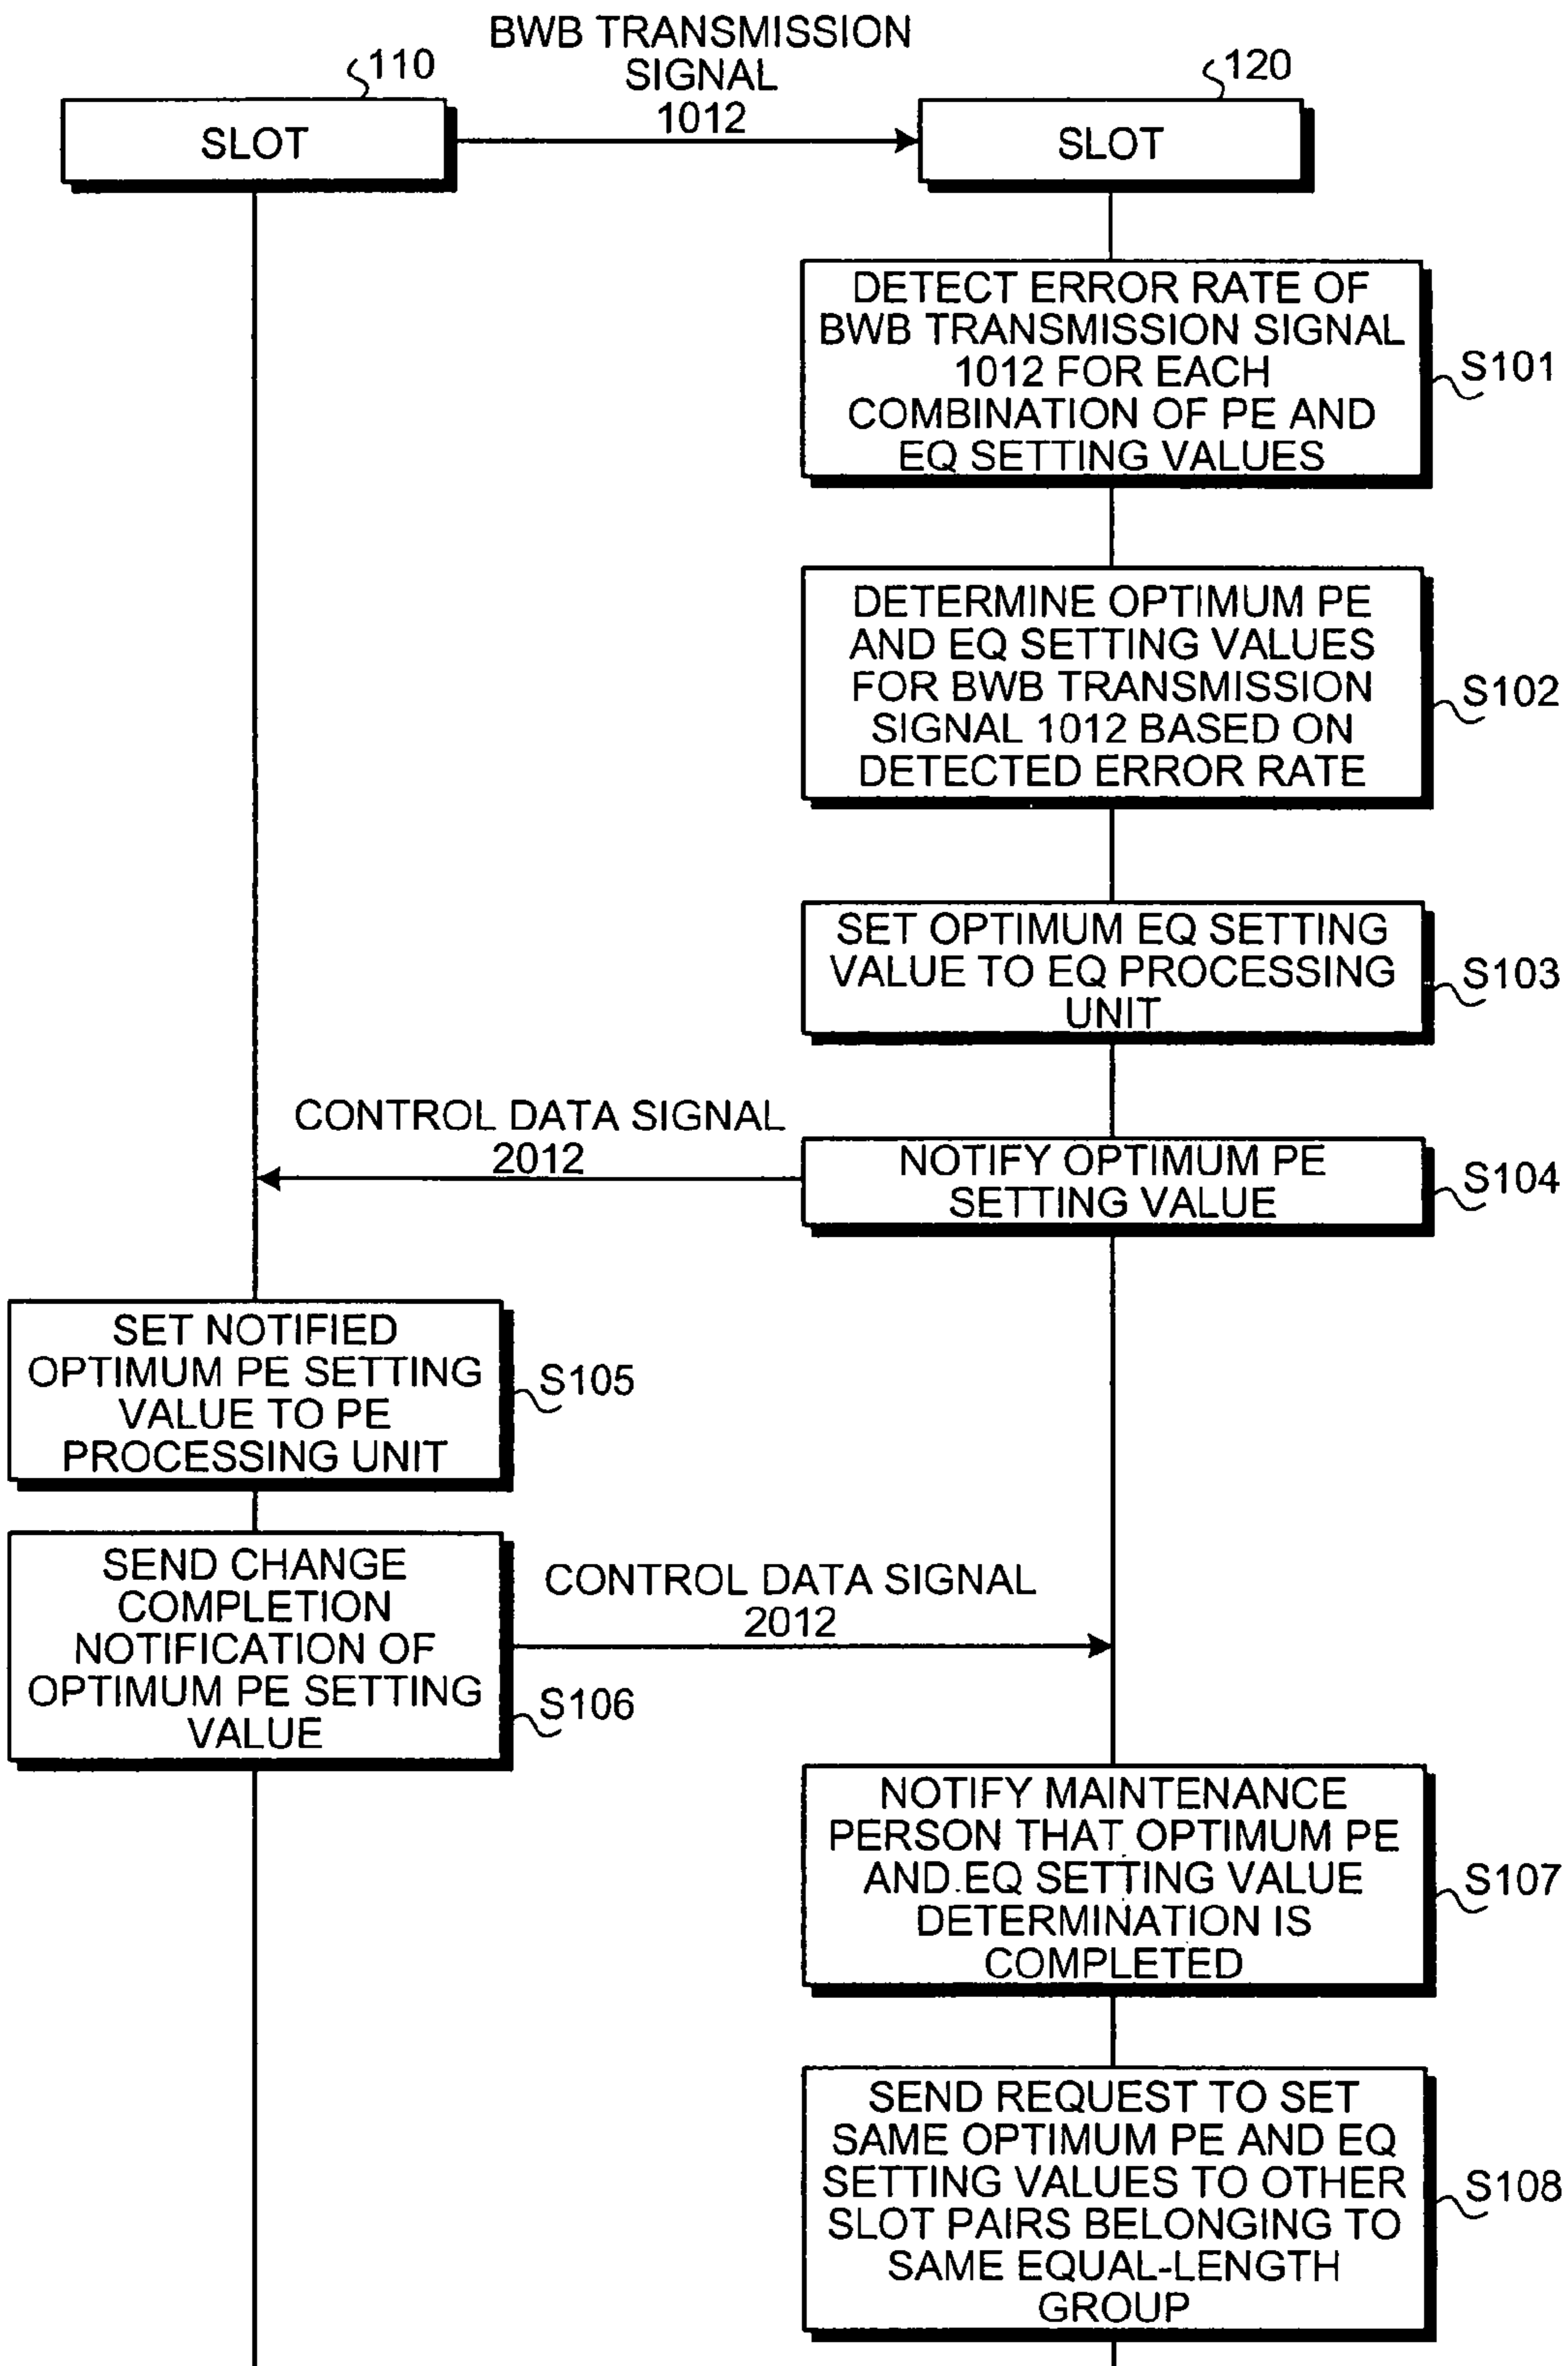 BWB TRANSMISSION
SIGNAL
1012
110
120
SLOT
SLOT
DETECT ERROR RATE OF
BWB TRANSMISSION SIGNAL
1012 FOR EACH
COMBINATION OF PE AND
EQ SETTING VALUES
S101
DETERMINE OPTIMUM PE
AND EQ SETTING VALUES
FOR BWB TRANSMISSION
SIGNAL 1012 BASED ON
DETECTED ERROR RATE
S102
SET OPTIMUM EQ SETTING
VALUE TO EQ PROCESSING
UNIT
S103
CONTROL DATA SIGNAL
2012
NOTIFY OPTIMUM PE
SETTING VALUE
S104
SET NOTIFIED
OPTIMUM PE SETTING
VALUE TO PE
PROCESSING UNIT
S105
SEND CHANGE
COMPLETION
NOTIFICATION OF
OPTIMUM PE SETTING
VALUE
S106
CONTROL DATA SIGNAL
2012
NOTIFY MAINTENANCE
PERSON THAT OPTIMUM PE
AND EQ SETTING VALUE
DETERMINATION IS
COMPLETED
S107
SEND REQUEST TO SET
SAME OPTIMUM PE AND EQ
SETTING VALUES TO OTHER
SLOT PAIRS BELONGING TO
SAME EQUAL-LENGTH
GROUP
S108